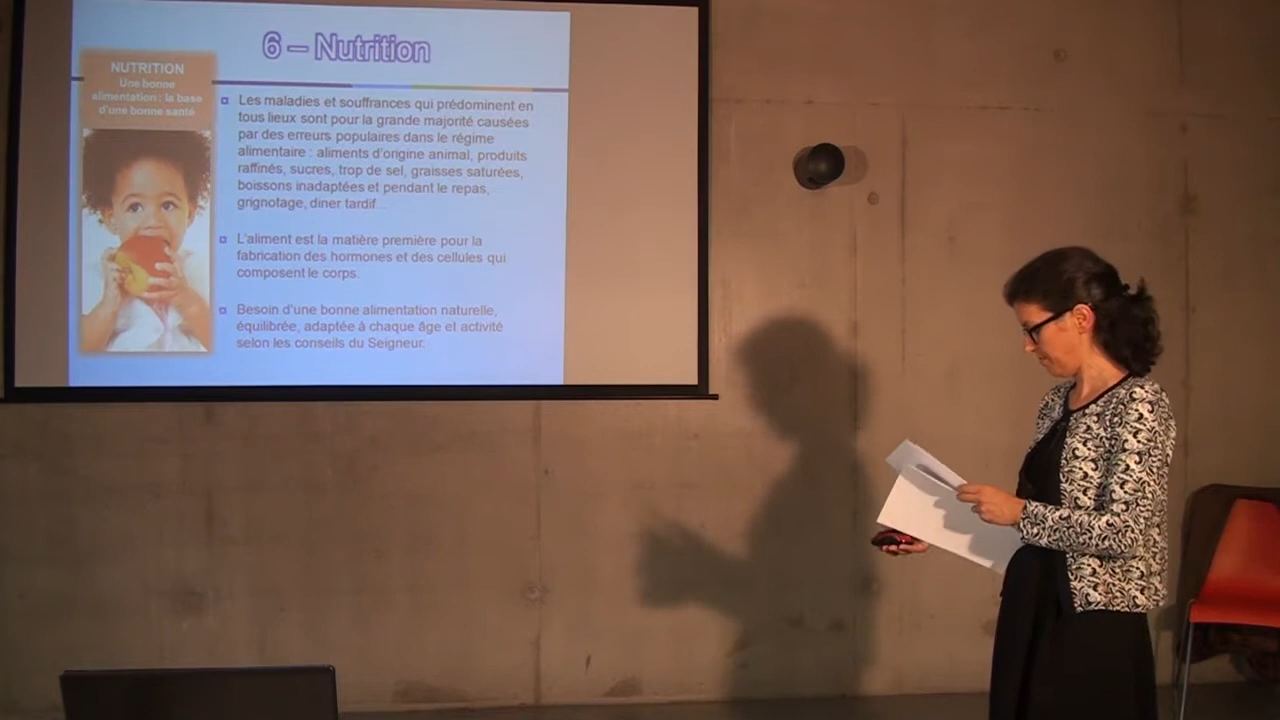 6 – Nutrition
NUTRITION
Une bonne
alimentation : la base
d'une bonne santé
Les maladies et souffrances qui prédominent en
tous lieux sont pour la grande majorité causées
par des erreurs populaires dans le régime
alimentaire : aliments d'origine animal, produits
raffinés, sucres, trop de sel, graisses saturées,
boissons inadaptées et pendant le repas,
grignotage, diner tardif...
L'aliment est la matière première pour la
fabrication des hormones et des cellules qui
composent le corps.
Besoin d'une bonne alimentation naturelle,
équilibrée, adaptée à chaque âge et activité
selon les conseils du Seigneur.